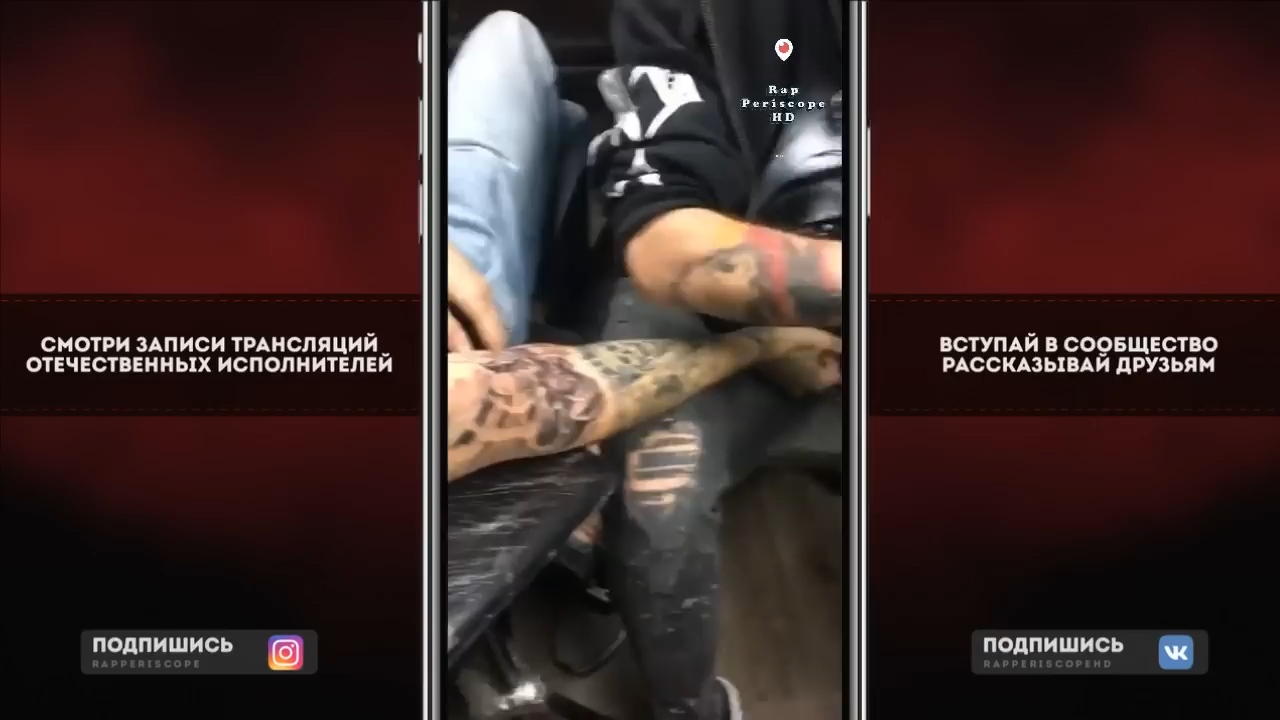 Rap
Periscope
HD
СМОТРИ ЗАПИСИ ТРАНСЛЯЦИЙ
ОТЕЧЕСТВЕННЫХ ИСПОЛНИТЕЛЕЙ
ВСТУПАЙ В СООБЩЕСТВО
РАССКАЗЫВАЙ ДРУЗЬЯМ
ПОДПИШИСЬ
RAPPERISCOPE
ПОДПИШИСЬ
RAPPERISCOPEHD